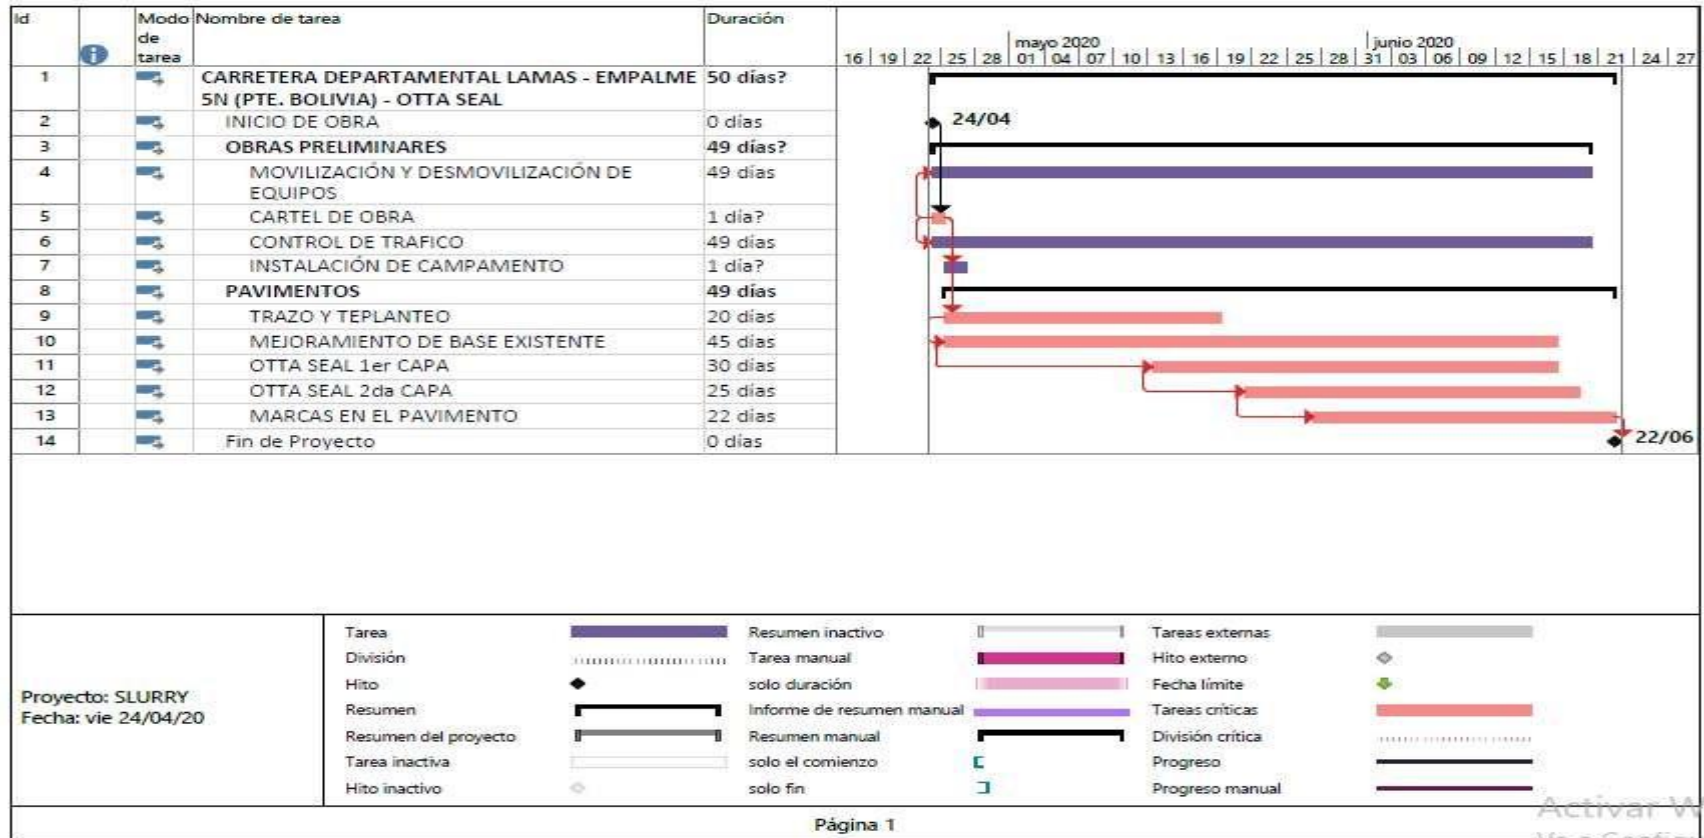 Id Modo de tarea Nombre de tarea Duración
mayo 2020 junio 2020
16 19 22 25 28 01 04 07 10 13 16 19 22 25 28 31 03 06 09 12 15 18 21 24 27
1 CARRETERA DEPARTAMENTAL LAMAS - EMPALME 50 días?
5N (PTE. BOLIVIA) - OTTA SEAL
2 INICIO DE OBRA 0 días 24/04
3 OBRAS PRELIMINARES 49 días?
4 MOVILIZACIÓN Y DESMOVILIZACIÓN DE 49 días
EQUIPOS
5 CARTEL DE OBRA 1 día?
6 CONTROL DE TRAFICO 49 días
7 INSTALACIÓN DE CAMPAMENTO 1 día?
8 PAVIMENTOS 49 días
9 TRAZO Y TEPLANTEO 20 días
10 MEJORAMIENTO DE BASE EXISTENTE 45 días
11 OTTA SEAL 1er CAPA 30 días
12 OTTA SEAL 2da CAPA 25 días
13 MARCAS EN EL PAVIMENTO 22 días
14 Fin de Proyecto 0 días 22/06
Proyecto: SLURRY
Fecha: vie 24/04/20
Tarea Resumen inactivo Tareas externas
División Tarea manual Hito externo
Hito solo duración Fecha límite
Resumen Informe de resumen manual Tareas críticas
Resumen del proyecto Resumen manual División crítica
Tarea inactiva solo el comienzo Progreso
Hito inactivo solo fin Progreso manual
Página 1
Activar